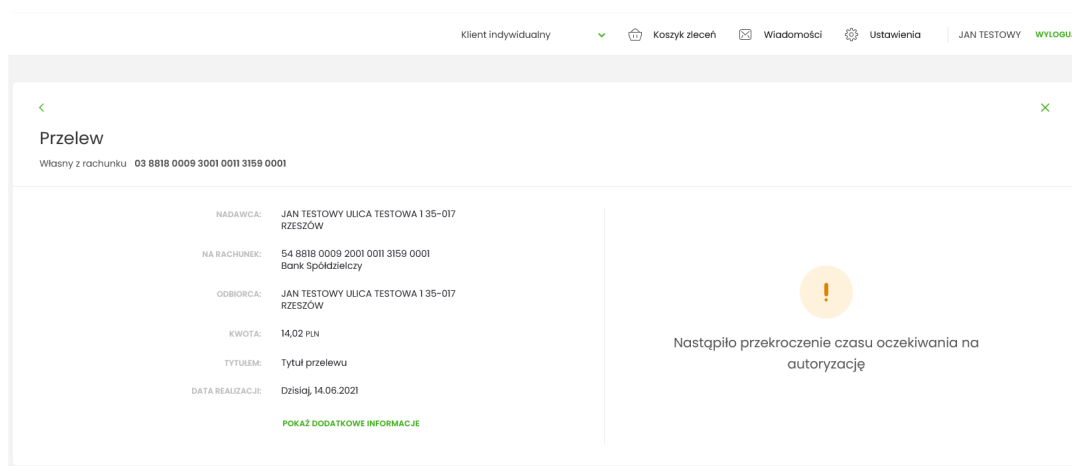 Klient indywidualny Koszyk zleceń Wiadomości Ustawienia JAN TESTOWY WYLOGUJ
Przelew
Własny z rachunku 03 8818 0009 3001 0011 3159 0001
NADAWCA: JAN TESTOWY ULICA TESTOWA 1 35-017
RZESZÓW
NA RACHUNEK: 54 8818 0009 2001 0011 3159 0001
Bank Spółdzielczy
ODBIORCA: JAN TESTOWY ULICA TESTOWA 1 35-017
RZESZÓW
KWOTA: 14,02 PLN
TYTUŁEM: Tytuł przelewu
DATA REALIZACJI: Dzisiaj, 14.06.2021
POKAŻ DODATKOWE INFORMACJE
!
Nastąpiło przekroczenie czasu oczekiwania na
autoryzację